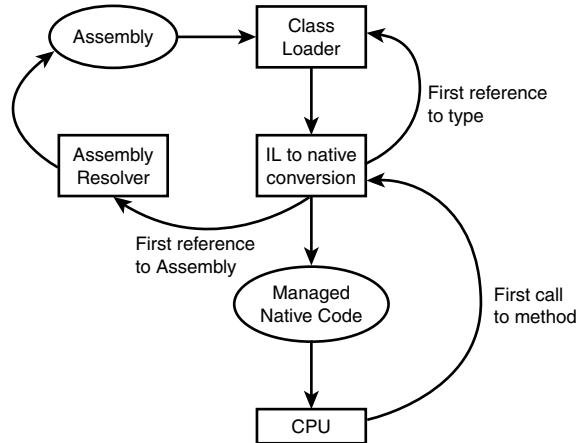 Assembly
Class
Loader
First reference
to type
Assembly
Resolver
IL to native
conversion
First reference
to Assembly
Managed
Native Code
First call
to method
CPU